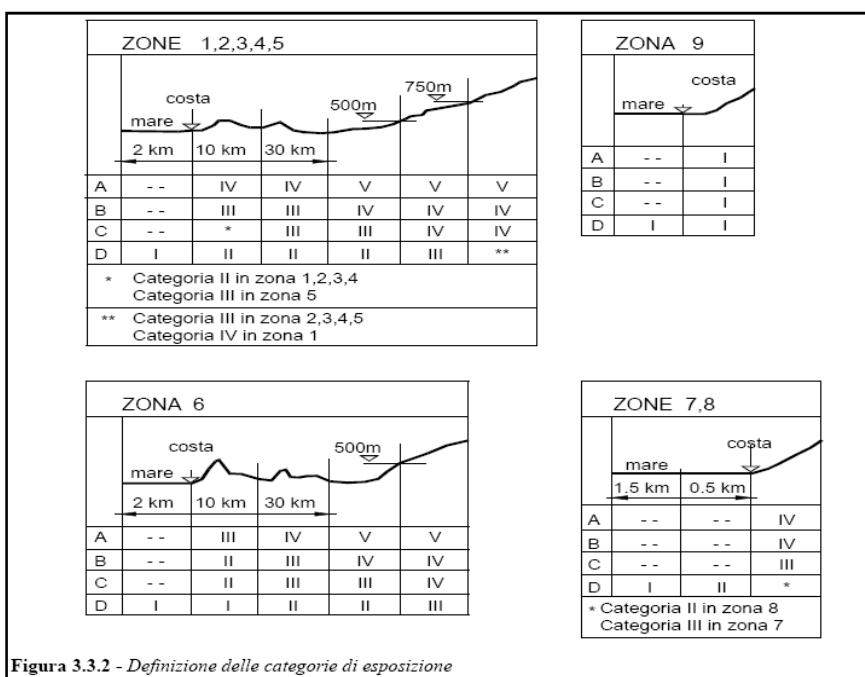 ZONE 1,2,3,4,5
costa
mare
500m
750m
2 km 10 km 30 km
A -- IV IV V V V
B -- III III IV IV IV
C -- * III III IV IV
D I II II II III **
* Categoria II in zona 1,2,3,4
Categoria III in zona 5
** Categoria III in zona 2,3,4,5
Categoria IV in zona 1
ZONA 9
costa
mare
A -- I
B -- I
C -- I
D I I
ZONA 6
costa
mare
500m
2 km 10 km 30 km
A -- III IV V V
B -- II III IV IV
C -- II III III IV
D I I II II III
ZONE 7,8
costa
mare
1.5 km 0.5 km
A -- -- IV
B -- -- IV
C -- -- III
D I II *
* Categoria II in zona 8
Categoria III in zona 7
Figura 3.3.2 - Definizione delle categorie di esposizione